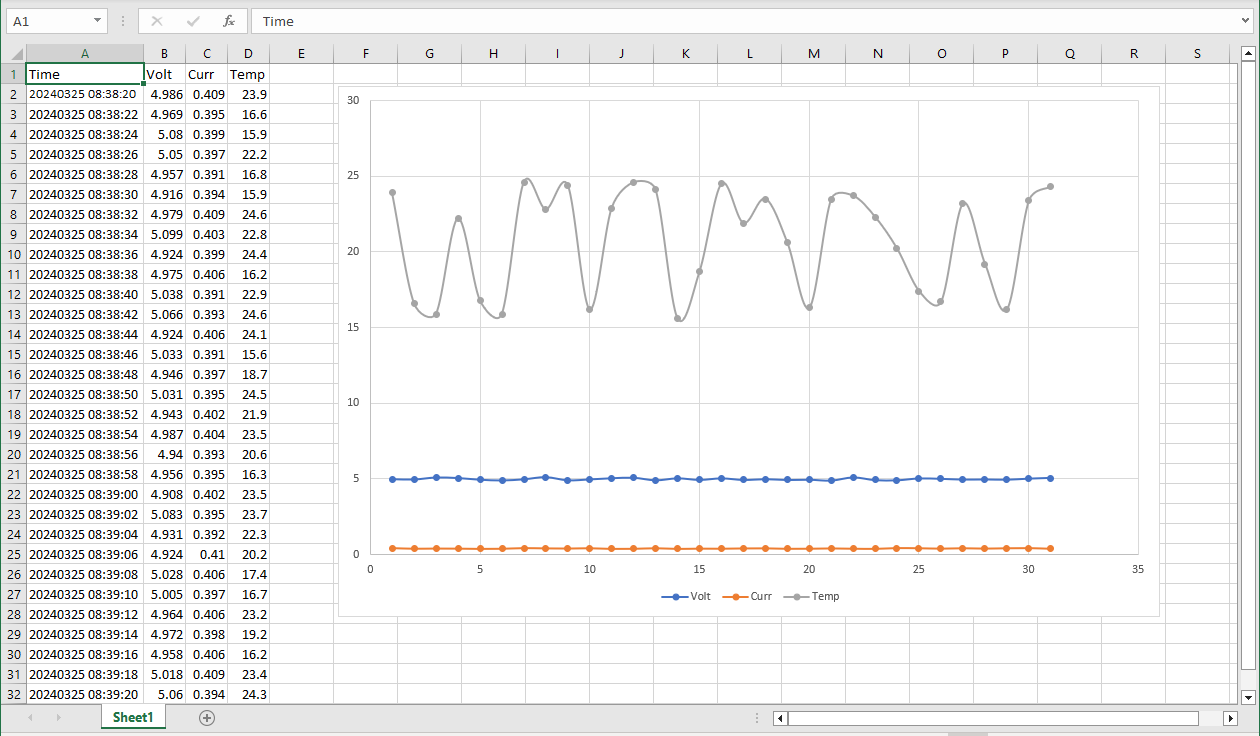 A1 fx Time
A B C D E F G H I J K L M N O P Q R S
1 Time Volt Curr Temp
2 20240325 08:38:20 4.986 0.409 23.9
3 20240325 08:38:22 4.969 0.395 16.6
4 20240325 08:38:24 5.08 0.399 15.9
5 20240325 08:38:26 5.05 0.397 22.2
6 20240325 08:38:28 4.957 0.391 16.8
7 20240325 08:38:30 4.916 0.394 15.9
8 20240325 08:38:32 4.979 0.409 24.6
9 20240325 08:38:34 5.099 0.403 22.8
10 20240325 08:38:36 4.924 0.399 24.4
11 20240325 08:38:38 4.975 0.406 16.2
12 20240325 08:38:40 5.038 0.391 22.9
13 20240325 08:38:42 5.066 0.393 24.6
14 20240325 08:38:44 4.924 0.406 24.1
15 20240325 08:38:46 5.033 0.391 15.6
16 20240325 08:38:48 4.946 0.397 18.7
17 20240325 08:38:50 5.031 0.395 24.5
18 20240325 08:38:52 4.943 0.402 21.9
19 20240325 08:38:54 4.987 0.404 23.5
20 20240325 08:38:56 4.94 0.393 20.6
21 20240325 08:38:58 4.956 0.395 16.3
22 20240325 08:39:00 4.908 0.402 23.5
23 20240325 08:39:02 5.083 0.395 23.7
24 20240325 08:39:04 4.931 0.392 22.3
25 20240325 08:39:06 4.924 0.41 20.2
26 20240325 08:39:08 5.028 0.406 17.4
27 20240325 08:39:10 5.005 0.397 16.7
28 20240325 08:39:12 4.964 0.406 23.2
29 20240325 08:39:14 4.972 0.398 19.2
30 20240325 08:39:16 4.958 0.406 16.2
31 20240325 08:39:18 5.018 0.409 23.4
32 20240325 08:39:20 5.06 0.394 24.3
30
25
20
15
10
5
0
0 5 10 15 20 25 30 35
Volt Curr Temp
Sheet1